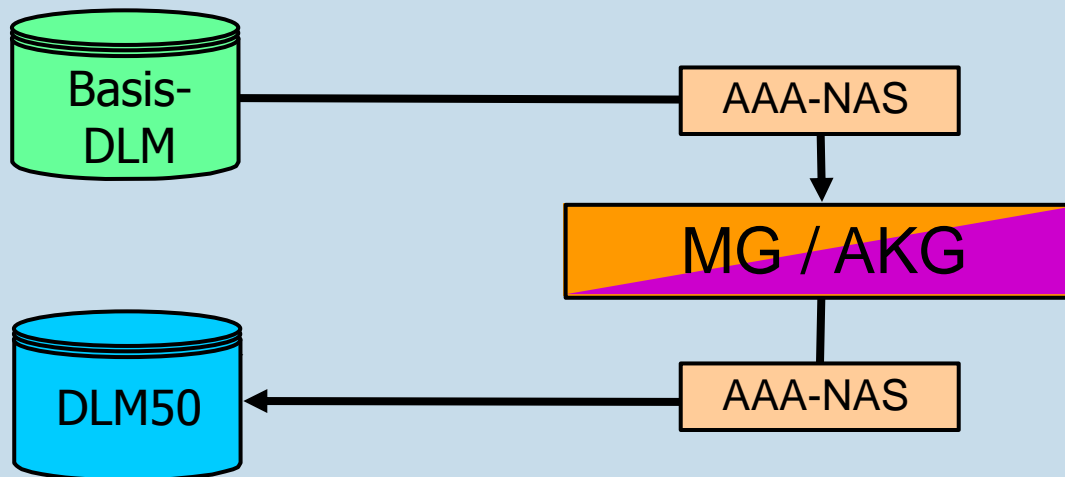 Basis-
DLM
AAA-NAS
MG / AKG
DLM50
AAA-NAS